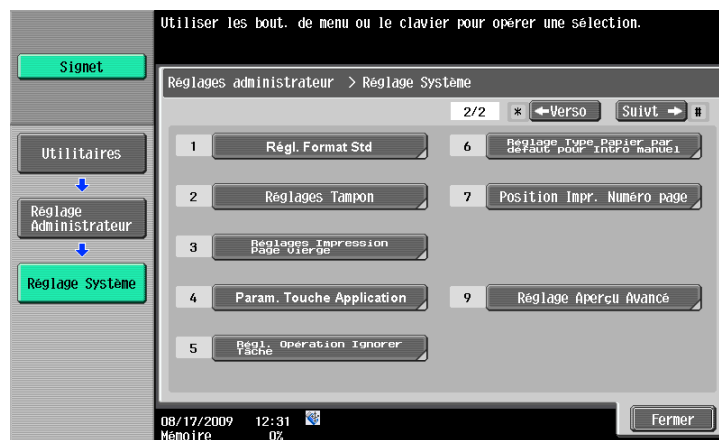 Utiliser les bout. de menu ou le clavier pour opérer une sélection.
Signet
Réglages administrateur > Réglage Système
2/2 * ←Verso Suivt → #
Utilitaires
Réglage
Administrateur
Réglage Système
1 Régl. Format Std
2 Réglages Tampon
3 Réglages Impression
Page vierge
4 Param. Touche Application
5 Régl. Opération Ignorer
Tâche
6 Réglage Type Papier par
défaut pour Intro manuel
7 Position Impr. Numéro page
9 Réglage Aperçu Avancé
08/17/2009 12:31
Mémoire 0%
Fermer